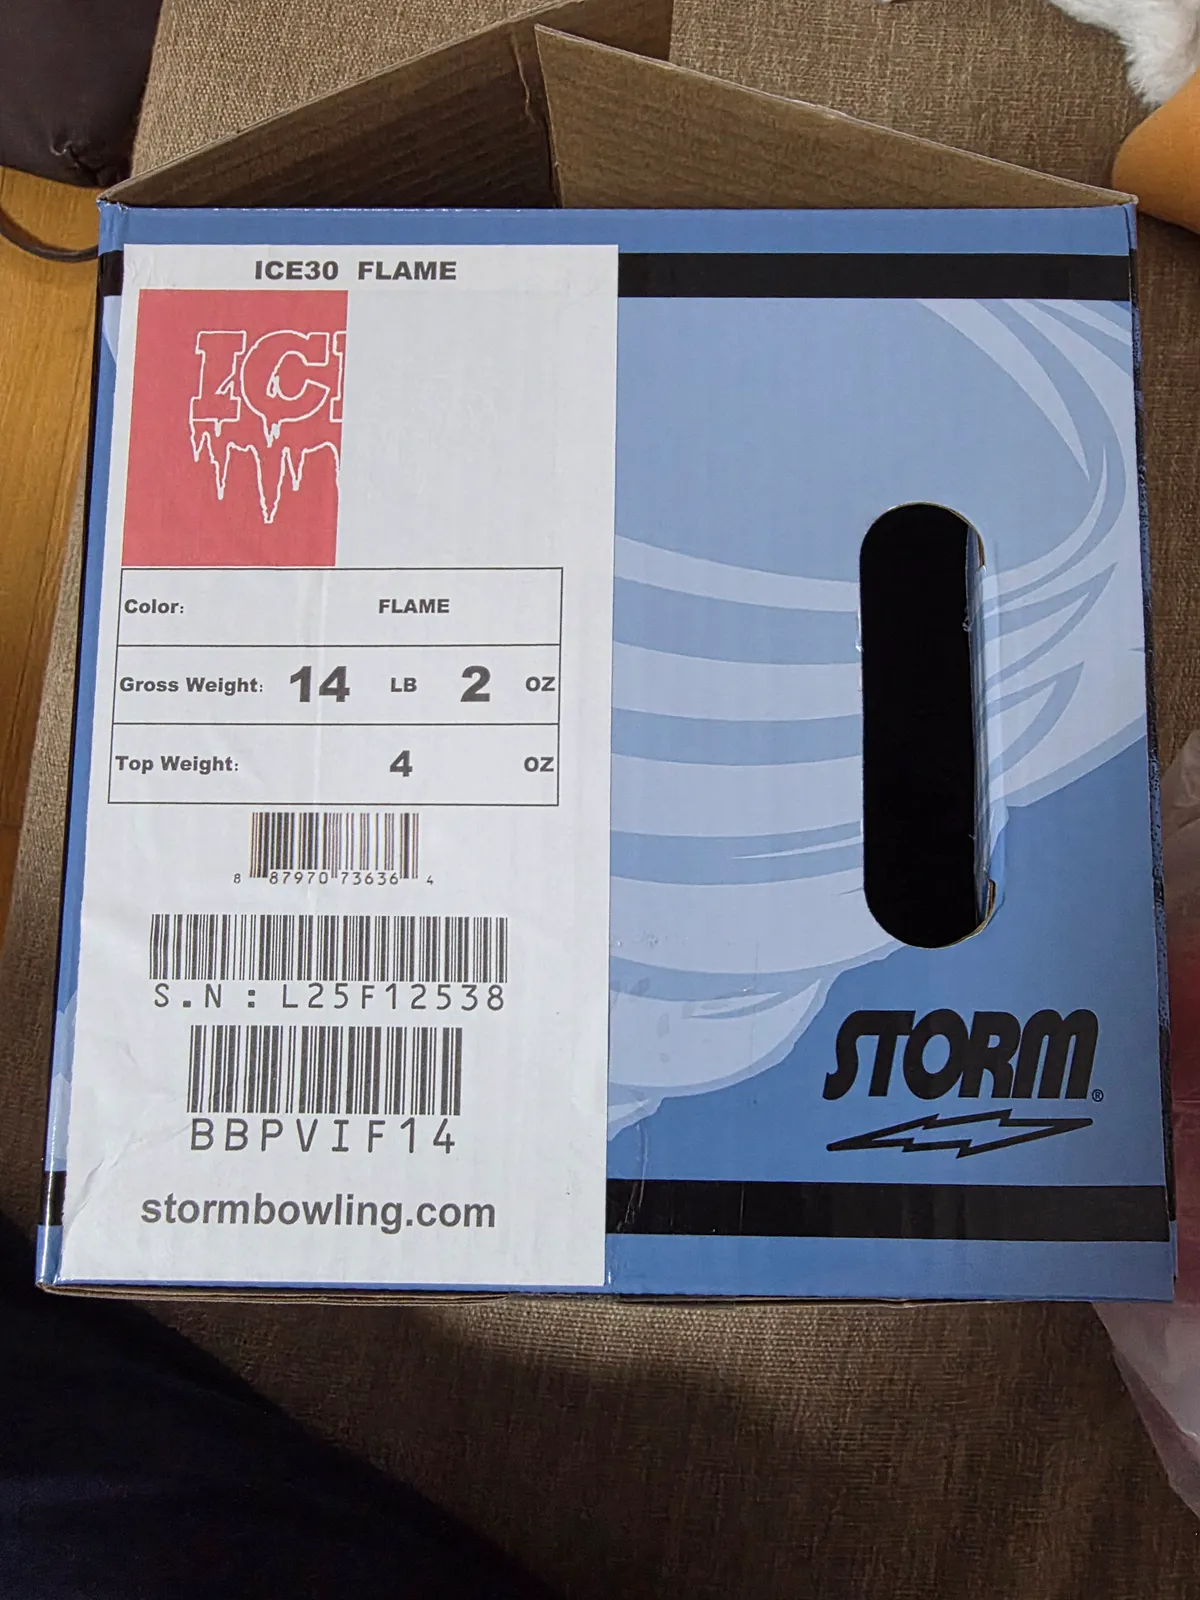 ICE30 FLAME
IC
Color: FLAME
Gross Weight: 14 LB 2 OZ
Top Weight: 4 OZ
8 87970 73636 4
S.N: L25F12538
BBPVIF14
stormbowling.com
STORM®